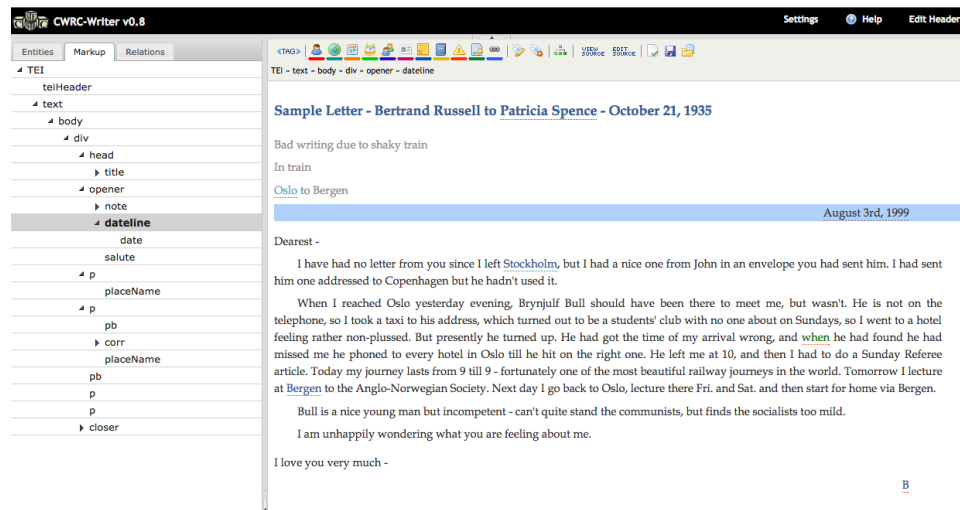 CWRC-Writer v0.8
Settings Help Edit Header
Entities Markup Relations
TEI
teiHeader
text
body
div
head
title
opener
note
dateline
date
salute
p
placeName
p
pb
corr
placeName
pb
p
p
closer
<TAG> VIEW SOURCE EDIT SOURCE
TEI - text - body - div - opener - dateline
Sample Letter - Bertrand Russell to Patricia Spence - October 21, 1935
Bad writing due to shaky train
In train
Oslo to Bergen
August 3rd, 1999
Dearest -
I have had no letter from you since I left Stockholm, but I had a nice one from John in an envelope you had sent him. I had sent
him one addressed to Copenhagen but he hadn't used it.
When I reached Oslo yesterday evening, Brynjulf Bull should have been there to meet me, but wasn't. He is not on the
telephone, so I took a taxi to his address, which turned out to be a students' club with no one about on Sundays, so I went to a hotel
feeling rather non-plussed. But presently he turned up. He had got the time of my arrival wrong, and when he had found he had
missed me he phoned to every hotel in Oslo till he hit on the right one. He left me at 10, and then I had to do a Sunday Referee
article. Today my journey lasts from 9 till 9 - fortunately one of the most beautiful railway journeys in the world. Tomorrow I lecture
at Bergen to the Anglo-Norwegian Society. Next day I go back to Oslo, lecture there Fri. and Sat. and then start for home via Bergen.
Bull is a nice young man but incompetent - can't quite stand the communists, but finds the socialists too mild.
I am unhappily wondering what you are feeling about me.
I love you very much -
B